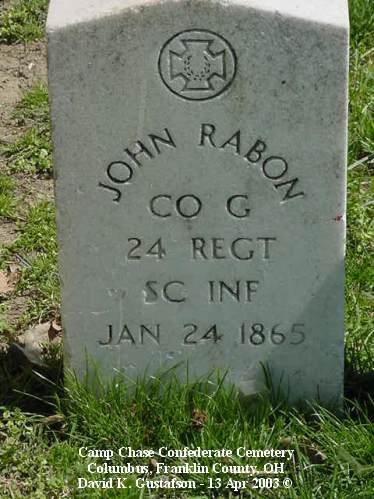 JOHN RABON
CO G
24 REGT
SC INF
JAN 24 1865
Camp Chase Confederate Cemetery
Columbus, Franklin County, OH
David K. Gustafson - 13 Apr 2003 ©